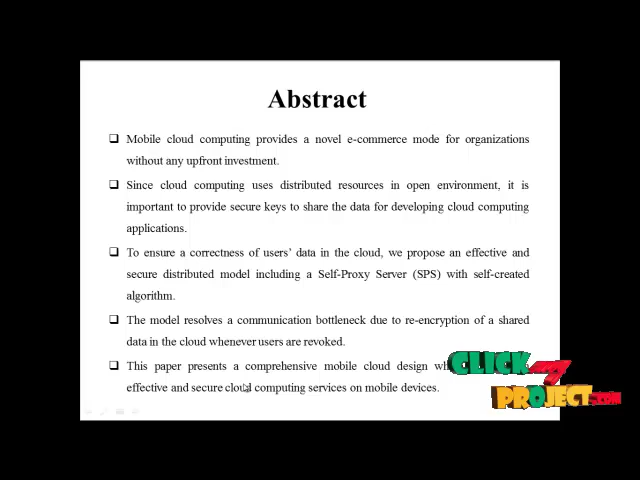 Abstract
❑ Mobile cloud computing provides a novel e-commerce mode for organizations
without any upfront investment.
❑ Since cloud computing uses distributed resources in open environment, it is
important to provide secure keys to share the data for developing cloud computing
applications.
❑ To ensure a correctness of users' data in the cloud, we propose an effective and
secure distributed model including a Self-Proxy Server (SPS) with self-created
algorithm.
❑ The model resolves a communication bottleneck due to re-encryption of a shared
data in the cloud whenever users are revoked.
❑ This paper presents a comprehensive mobile cloud design
effective and secure cloud computing services on mobile devices.
CLICK
MY
PROJECT.COM